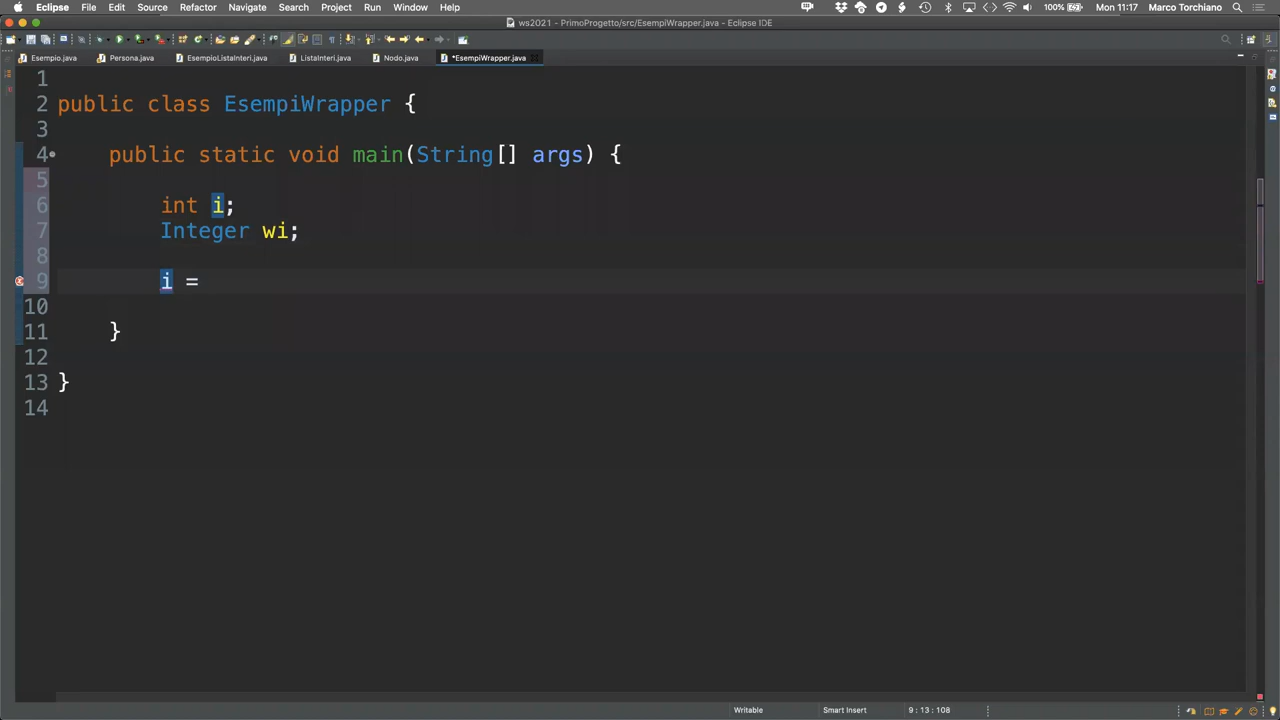 Eclipse File Edit Source Refactor Navigate Search Project Run Window Help 100% Mon 11:17 Marco Torchiano
ws2021 - PrimoProgetto/src/EsempiWrapper.java - Eclipse IDE
Esempio.java Persona.java EsempioListaInteri.java ListaInteri.java Nodo.java *EsempiWrapper.java
1
2 public class EsempiWrapper {
3
4 public static void main(String[] args) {
5
6 int i;
7 Integer wi;
8
9 i =
10
11 }
12
13 }
14
Writable Smart Insert 9 : 13 : 108